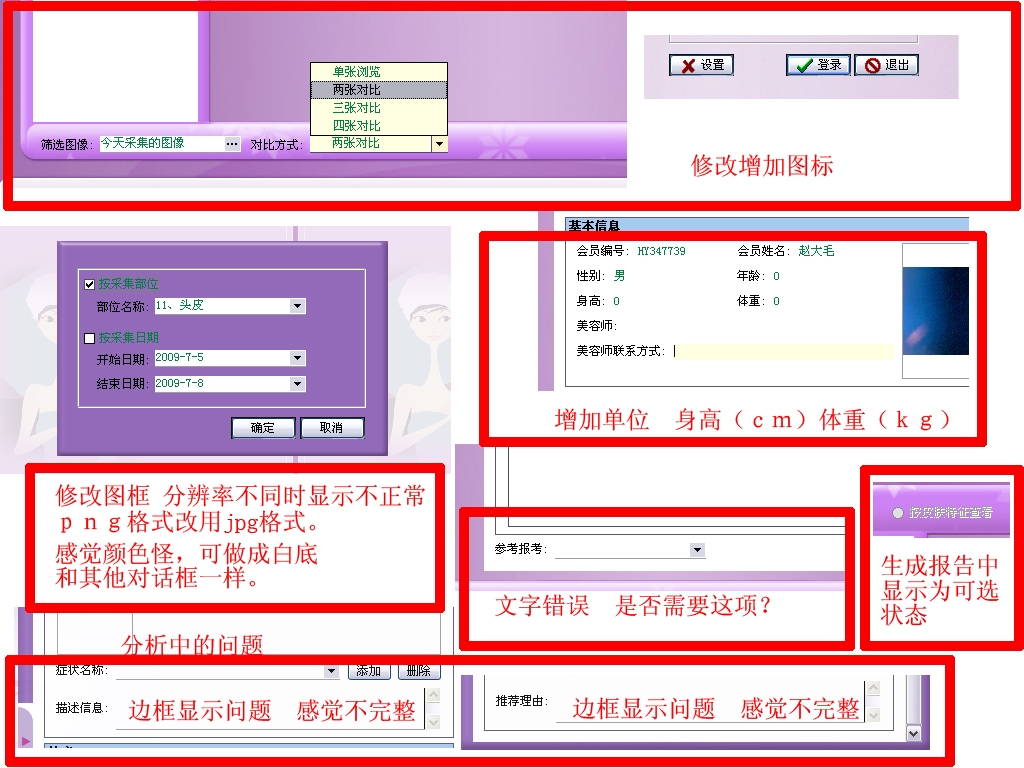 单张浏览
两张对比
三张对比
四张对比
筛选图像: 今天采集的图像 ... 对比方式: 两张对比
设置 登录 退出
修改增加图标
按采集部位
部位名称: 11、头皮
按采集日期
开始日期: 2009-7-5
结束日期: 2009-7-8
确定 取消
基本信息
会员编号: HY347739 会员姓名: 赵大毛
性别: 男 年龄: 0
身高: 0 体重: 0
美容师:
美容师联系方式:
增加单位 身高（ｃｍ）体重（ｋｇ）
修改图框 分辨率不同时显示不正常
ｐｎｇ格式改用jpg格式。
感觉颜色怪，可做成白底
和其他对话框一样。
参考报考:
文字错误 是否需要这项？
按皮肤特征查看
生成报告中
显示为可选
状态
分析中的问题
症状名称: 添加 删除
描述信息: 边框显示问题 感觉不完整
推荐理由: 边框显示问题 感觉不完整